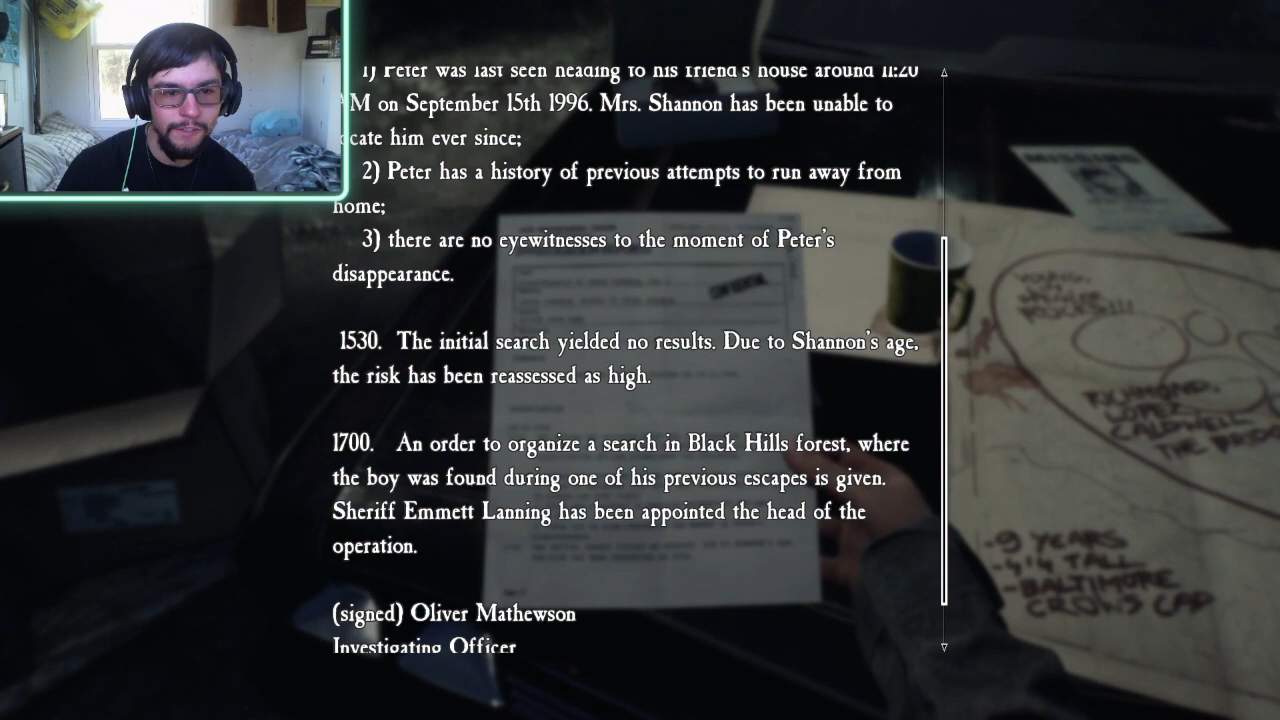 1) Peter was last seen heading to his friend's house around 11:20
AM on September 15th 1996. Mrs. Shannon has been unable to
locate him ever since;
2) Peter has a history of previous attempts to run away from
home;
3) there are no eyewitnesses to the moment of Peter's
disappearance.
1530. The initial search yielded no results. Due to Shannon's age,
the risk has been reassessed as high.
1700. An order to organize a search in Black Hills forest, where
the boy was found during one of his previous escapes is given.
Sheriff Emmett Lanning has been appointed the head of the
operation.
(signed) Oliver Mathewson
Investigating Officer
MISSING
RICHMOND,
LOPEZ
CALDWELL
THE
-9 YEARS
-4'4 TALL
-BALTIMORE
CROWS CAP